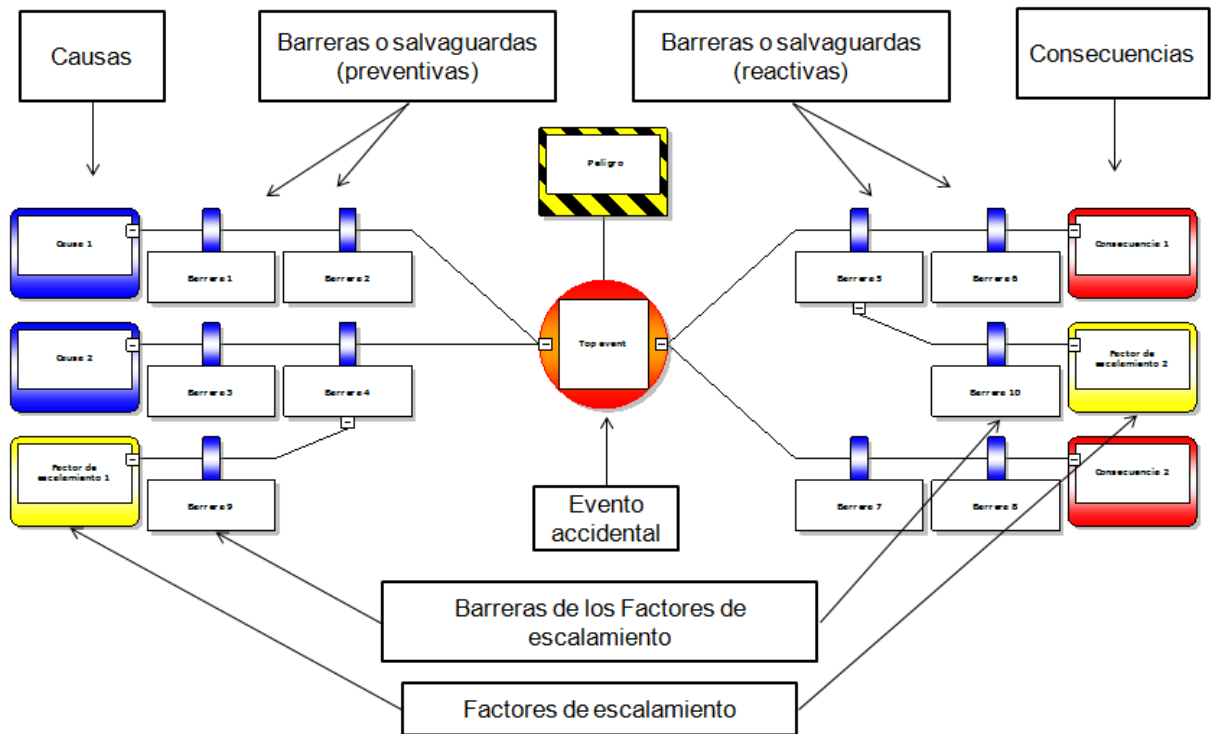 Causas
Barreras o salvaguardas
(preventivas)
Barreras o salvaguardas
(reactivas)
Consecuencias
Peligro
Causa 1
Barrera 1
Barrera 2
Barrera 5
Barrera 6
Consecuencia 1
Causa 2
Barrera 3
Barrera 4
Top event
Barrera 10
Factor de
escalamiento 2
Factor de
escalamiento 1
Barrera 9
Evento
accidental
Barrera 7
Barrera 8
Consecuencia 2
Barreras de los Factores de
escalamiento
Factores de escalamiento